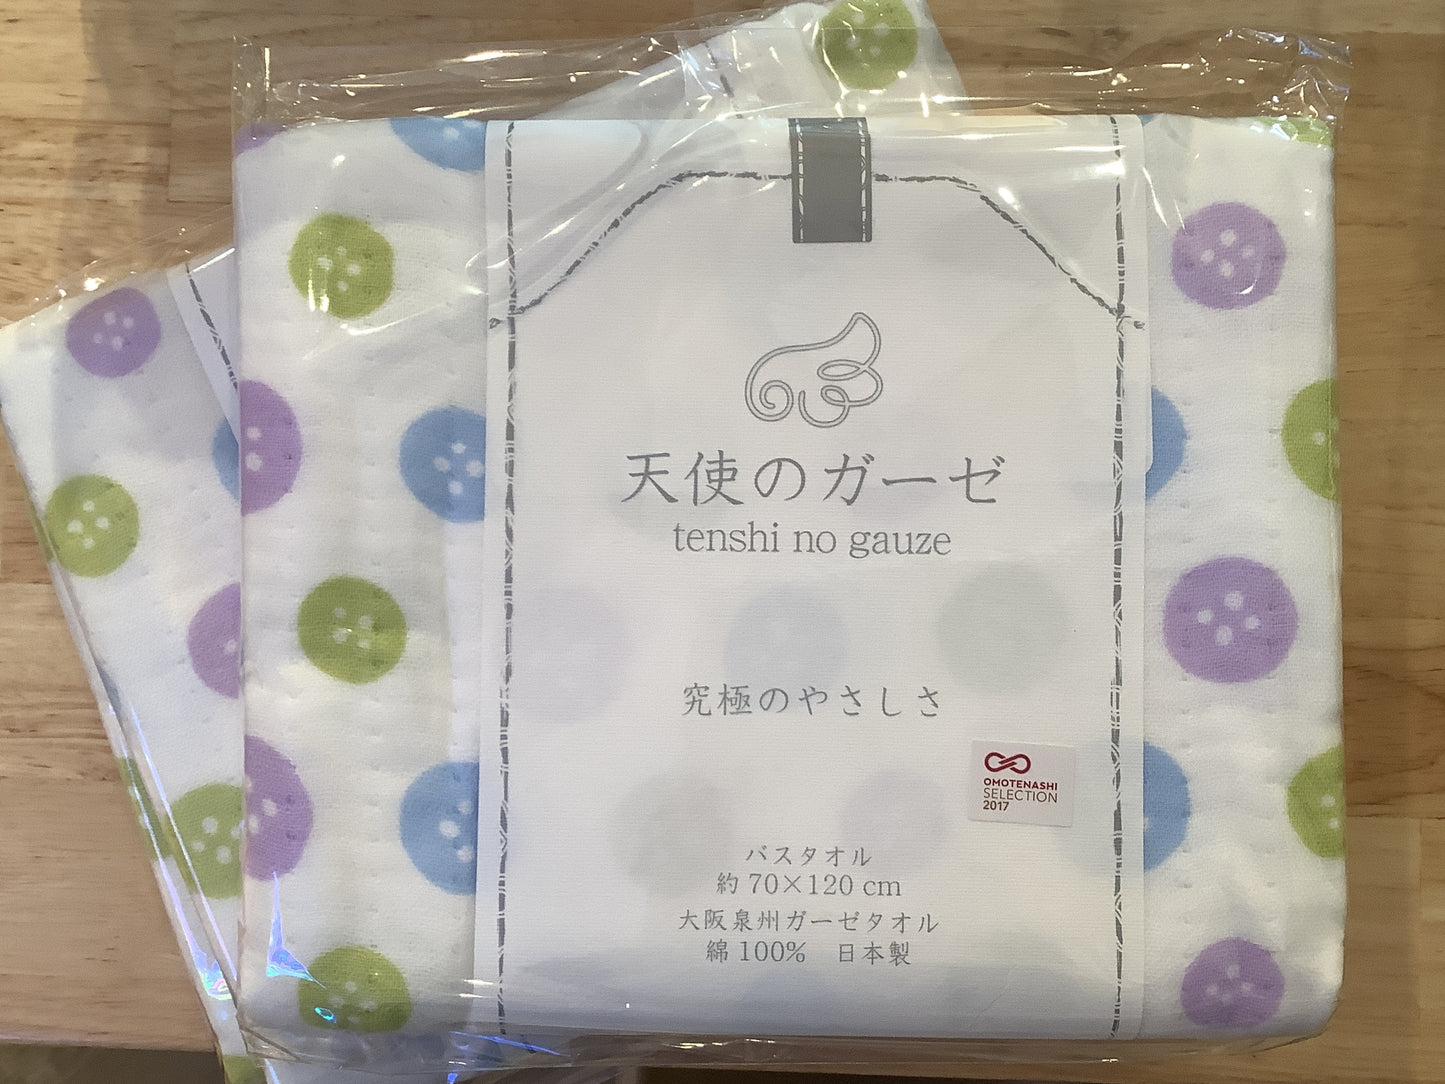 天使のガーゼ
tenshi no gauze
究極のやさしさ
OMOTENASHI
SELECTION
2017
バスタオル
約 70×120 cm
大阪泉州ガーゼタオル
綿 100%　日本製